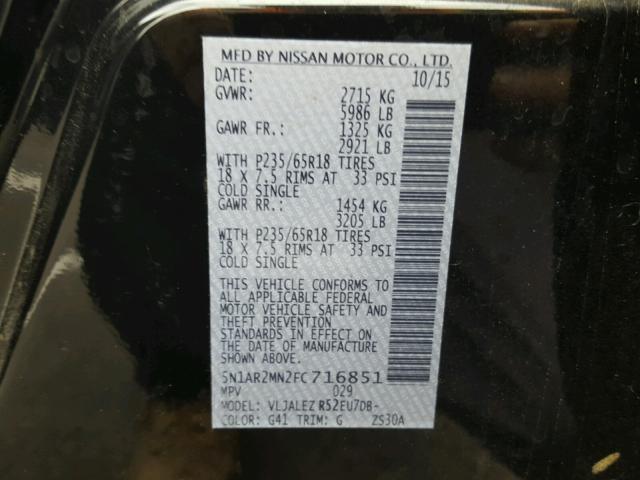 MFD BY NISSAN MOTOR CO., LTD.
DATE: 10/15
GVWR: 2715 KG
5986 LB
GAWR FR.: 1325 KG
2921 LB
WITH P235/65R18 TIRES
18 X 7.5 RIMS AT 33 PSI
COLD SINGLE
GAWR RR.: 1454 KG
3205 LB
WITH P235/65R18 TIRES
18 X 7.5 RIMS AT 33 PSI
COLD SINGLE
THIS VEHICLE CONFORMS TO
ALL APPLICABLE FEDERAL
MOTOR VEHICLE SAFETY AND
THEFT PREVENTION
STANDARDS IN EFFECT ON
THE DATE OF MANUFACTURE
SHOWN ABOVE.
5N1AR2MN2FC716851
MPV 029
MODEL: VLJALEZ R52EU7DB-
COLOR: G41 TRIM: G ZS30A